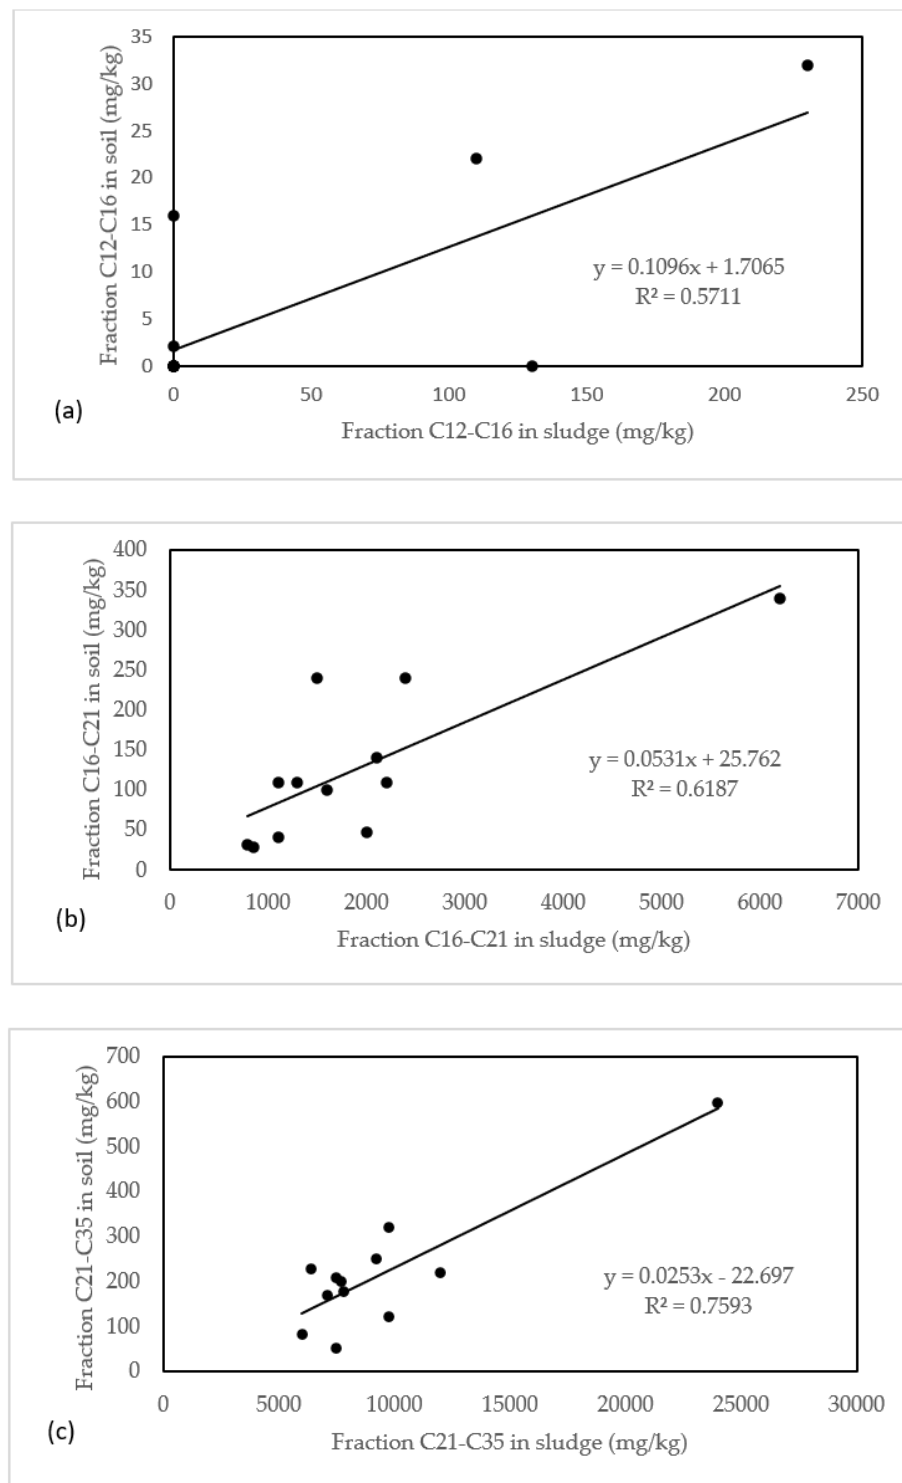 35
30
25
20
15
10
5
0
Fraction C12-C16 in soil (mg/kg)
y = 0.1096x + 1.7065
R² = 0.5711
0 50 100 150 200 250
(a)
Fraction C12-C16 in sludge (mg/kg)
400
350
300
250
200
150
100
50
0
Fraction C16-C21 in soil (mg/kg)
y = 0.0531x + 25.762
R² = 0.6187
0 1000 2000 3000 4000 5000 6000 7000
(b)
Fraction C16-C21 in sludge (mg/kg)
700
600
500
400
300
200
100
0
Fraction C21-C35 in soil (mg/kg)
y = 0.0253x - 22.697
R² = 0.7593
0 5000 10000 15000 20000 25000 30000
(c)
Fraction C21-C35 in sludge (mg/kg)